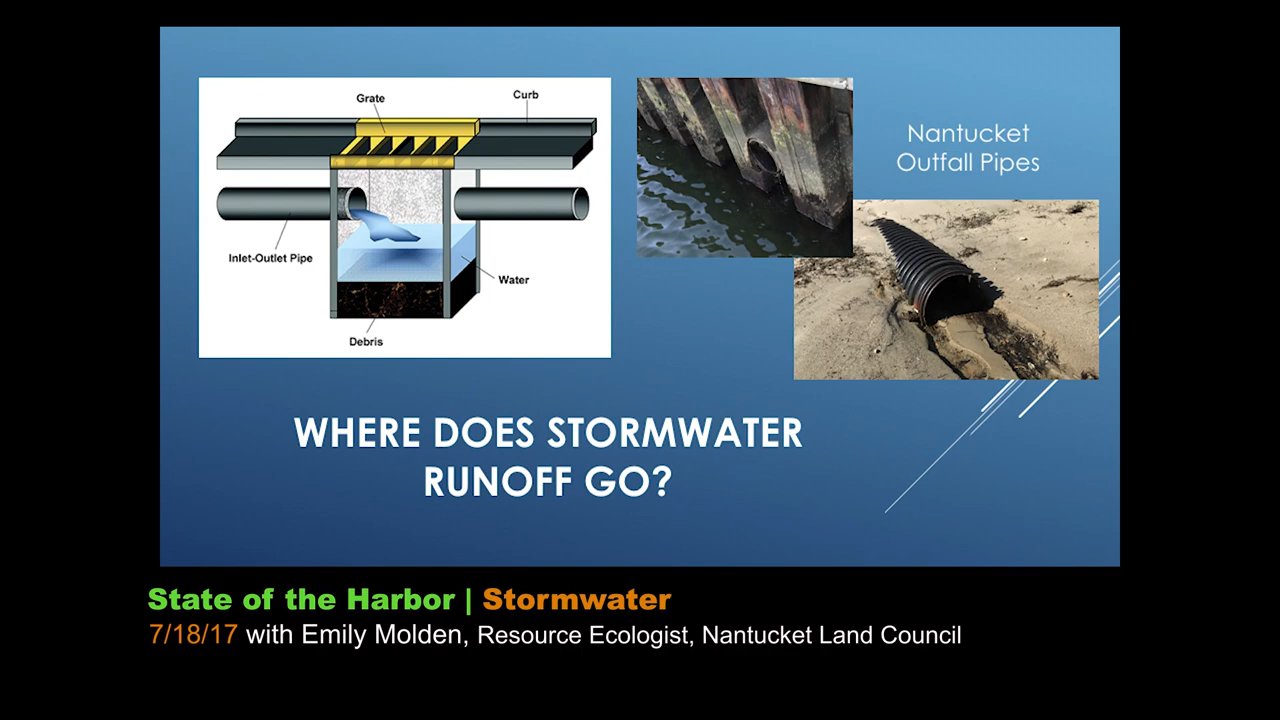 Grate
Curb
Inlet-Outlet Pipe
Water
Debris
Nantucket
Outfall Pipes
WHERE DOES STORMWATER
RUNOFF GO?
State of the Harbor | Stormwater
7/18/17 with Emily Molden, Resource Ecologist, Nantucket Land Council